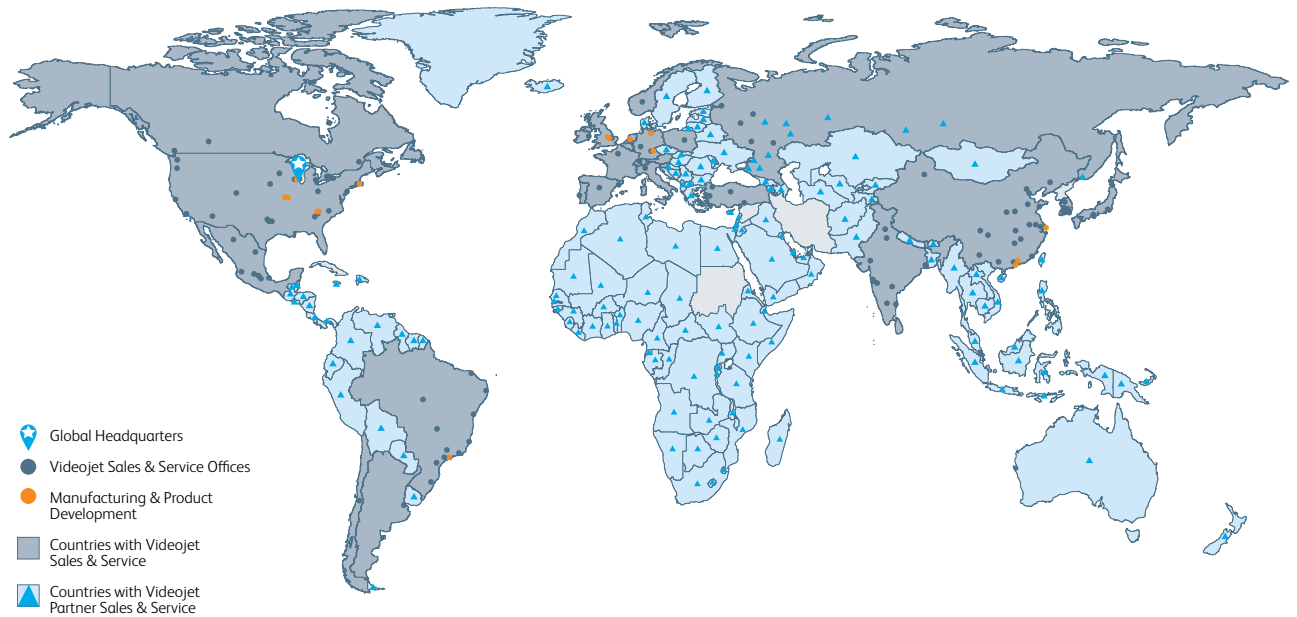 Global Headquarters
Videojet Sales & Service Offices
Manufacturing & Product
Development
Countries with Videojet
Sales & Service
Countries with Videojet
Partner Sales & Service